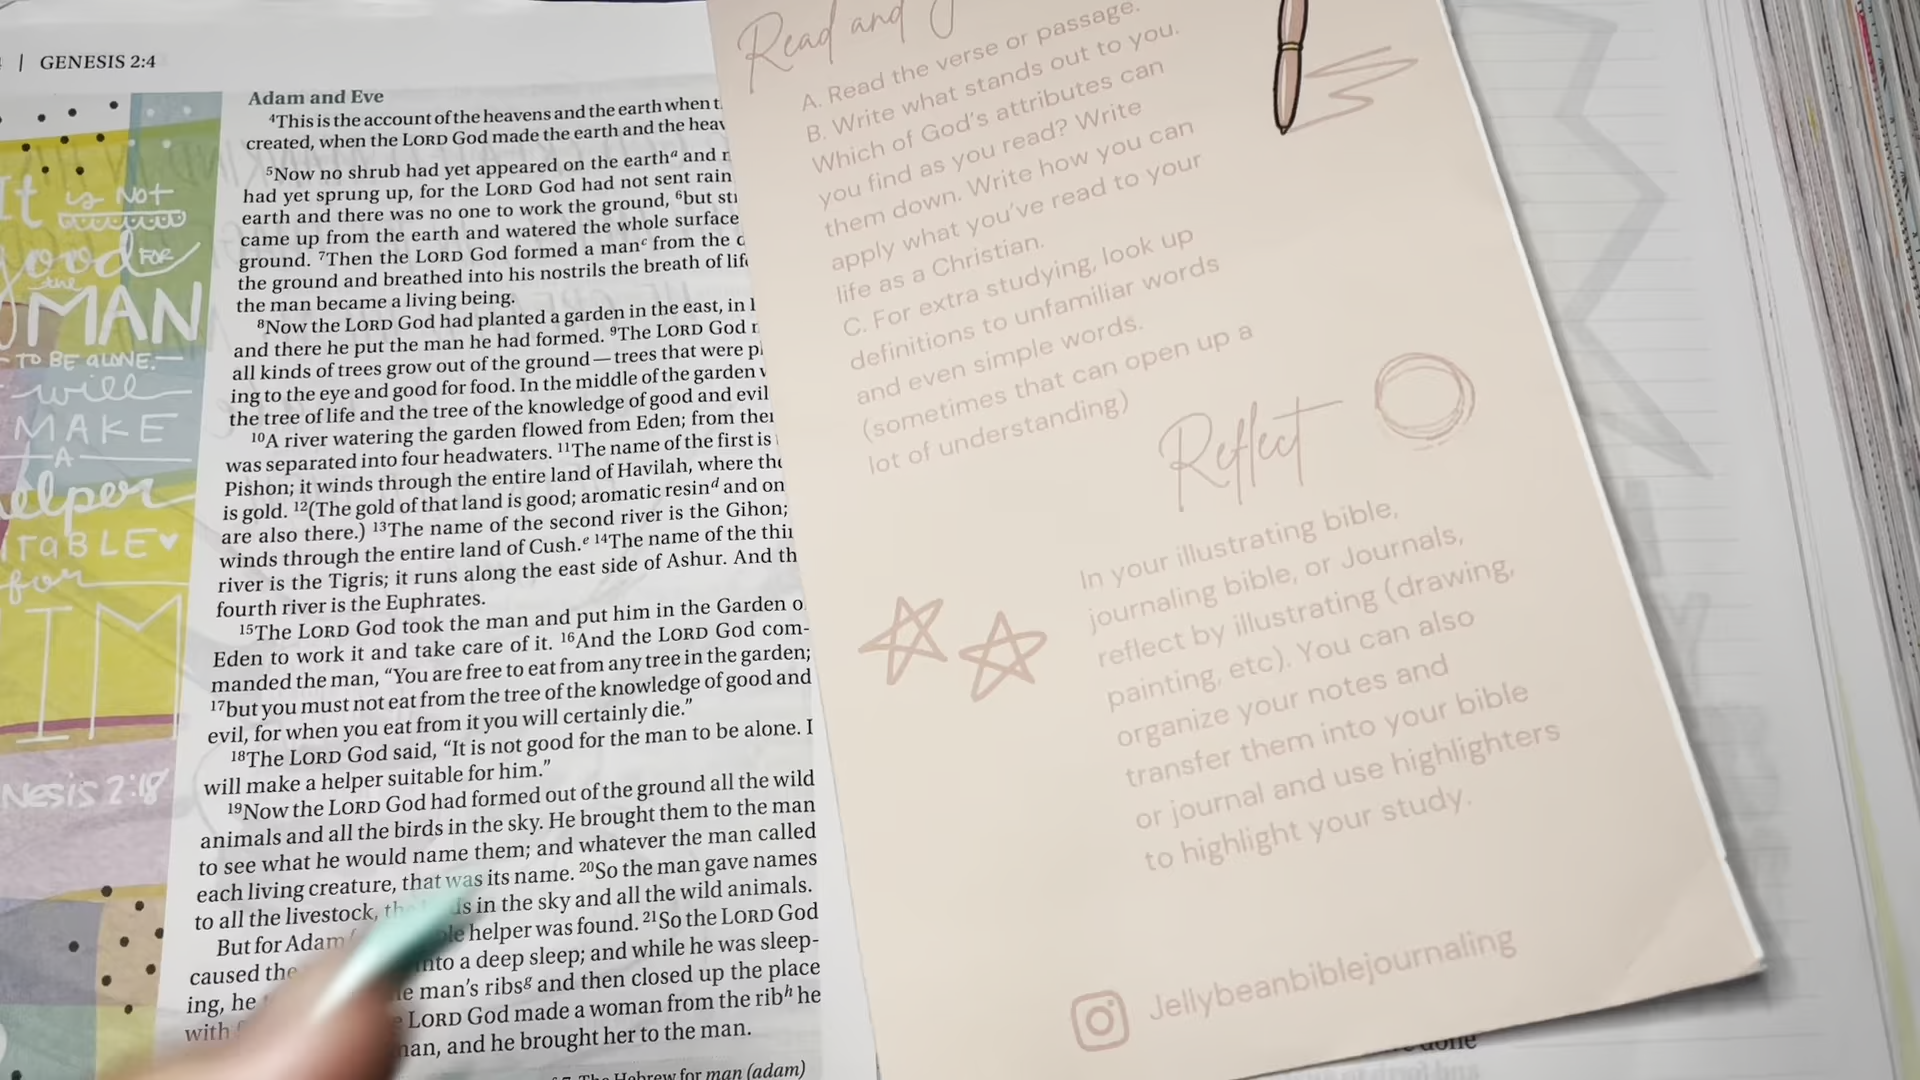 | GENESIS 2:4
It is NOT
good FOR
the
MAN
TO BE ALONE.
will
MAKE
A
elper
ITABLE
for
IM
Nesis 2:18
Adam and Eve
4This is the account of the heavens and the earth when t
created, when the LORD God made the earth and the heav
5Now no shrub had yet appeared on the eartha and
had yet sprung up, for the LORD God had not sent rain
earth and there was no one to work the ground, 6but
came up from the earth and watered the whole surface
ground. 7Then the LORD God formed a manc from the
the ground and breathed into his nostrils the breath of life
the man became a living being.
8Now the LORD God had planted a garden in the east, in
and there he put the man he had formed. 9The LORD God
all kinds of trees grow out of the ground—trees that were
ing to the eye and good for food. In the middle of the garden
the tree of life and the tree of the knowledge of good and evil
10A river watering the garden flowed from Eden; from
was separated into four headwaters. 11The name of the first is
Pishon; it winds through the entire land of Havilah, where
is gold. 12(The gold of that land is good; aromatic resind and on
are also there.) 13The name of the second river is the Gihon;
winds through the entire land of Cush.e 14The name of the
river is the Tigris; it runs along the east side of Ashur. And
fourth river is the Euphrates.
15The LORD God took the man and put him in the Garden
Eden to work it and take care of it. 16And the LORD God com-
manded the man, “You are free to eat from any tree in the garden;
17but you must not eat from the tree of the knowledge of good and
evil, for when you eat from it you will certainly die.”
18The LORD God said, “It is not good for the man to be alone. I
will make a helper suitable for him.”
19Now the LORD God had formed out of the ground all the wild
animals and all the birds in the sky. He brought them to the man
to see what he would name them; and whatever the man called
each living creature, that was its name. 20So the man gave names
to all the livestock, in the sky and all the wild animals.
But for Adam helper was found. 21So the LORD God
caused the into a deep sleep; and while he was sleep-
ing, he man’s ribsg and then closed up the place
with LORD God made a woman from the ribh he
man, and he brought her to the man.
The Hebrew for man (adam)
Read and
A. Read the verse or passage.
B. Write what stands out to you.
Which of God’s attributes can
you find as you read? Write
them down. Write how you can
apply what you’ve read to your
life as a Christian.
C. For extra studying, look up
definitions to unfamiliar words
and even simple words.
(sometimes that can open up a
lot of understanding)
Reflect
In your illustrating bible,
journaling bible, or Journals,
reflect by illustrating (drawing,
painting, etc). You can also
organize your notes and
transfer them into your bible
or journal and use highlighters
to highlight your study.
Jellybeanbiblejournaling